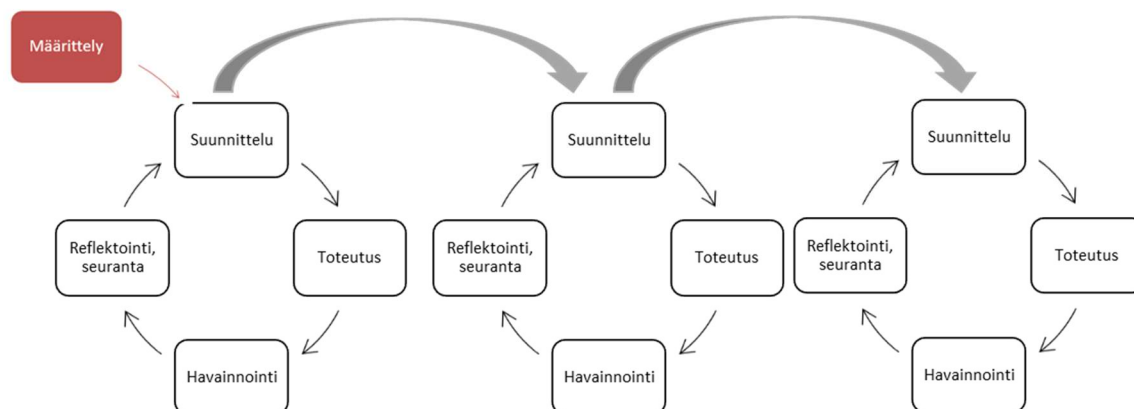 Määrittely
Suunnittelu
Toteutus
Havainnointi
Reflektointi,
seuranta
Suunnittelu
Toteutus
Havainnointi
Reflektointi,
seuranta
Suunnittelu
Toteutus
Havainnointi
Reflektointi,
seuranta